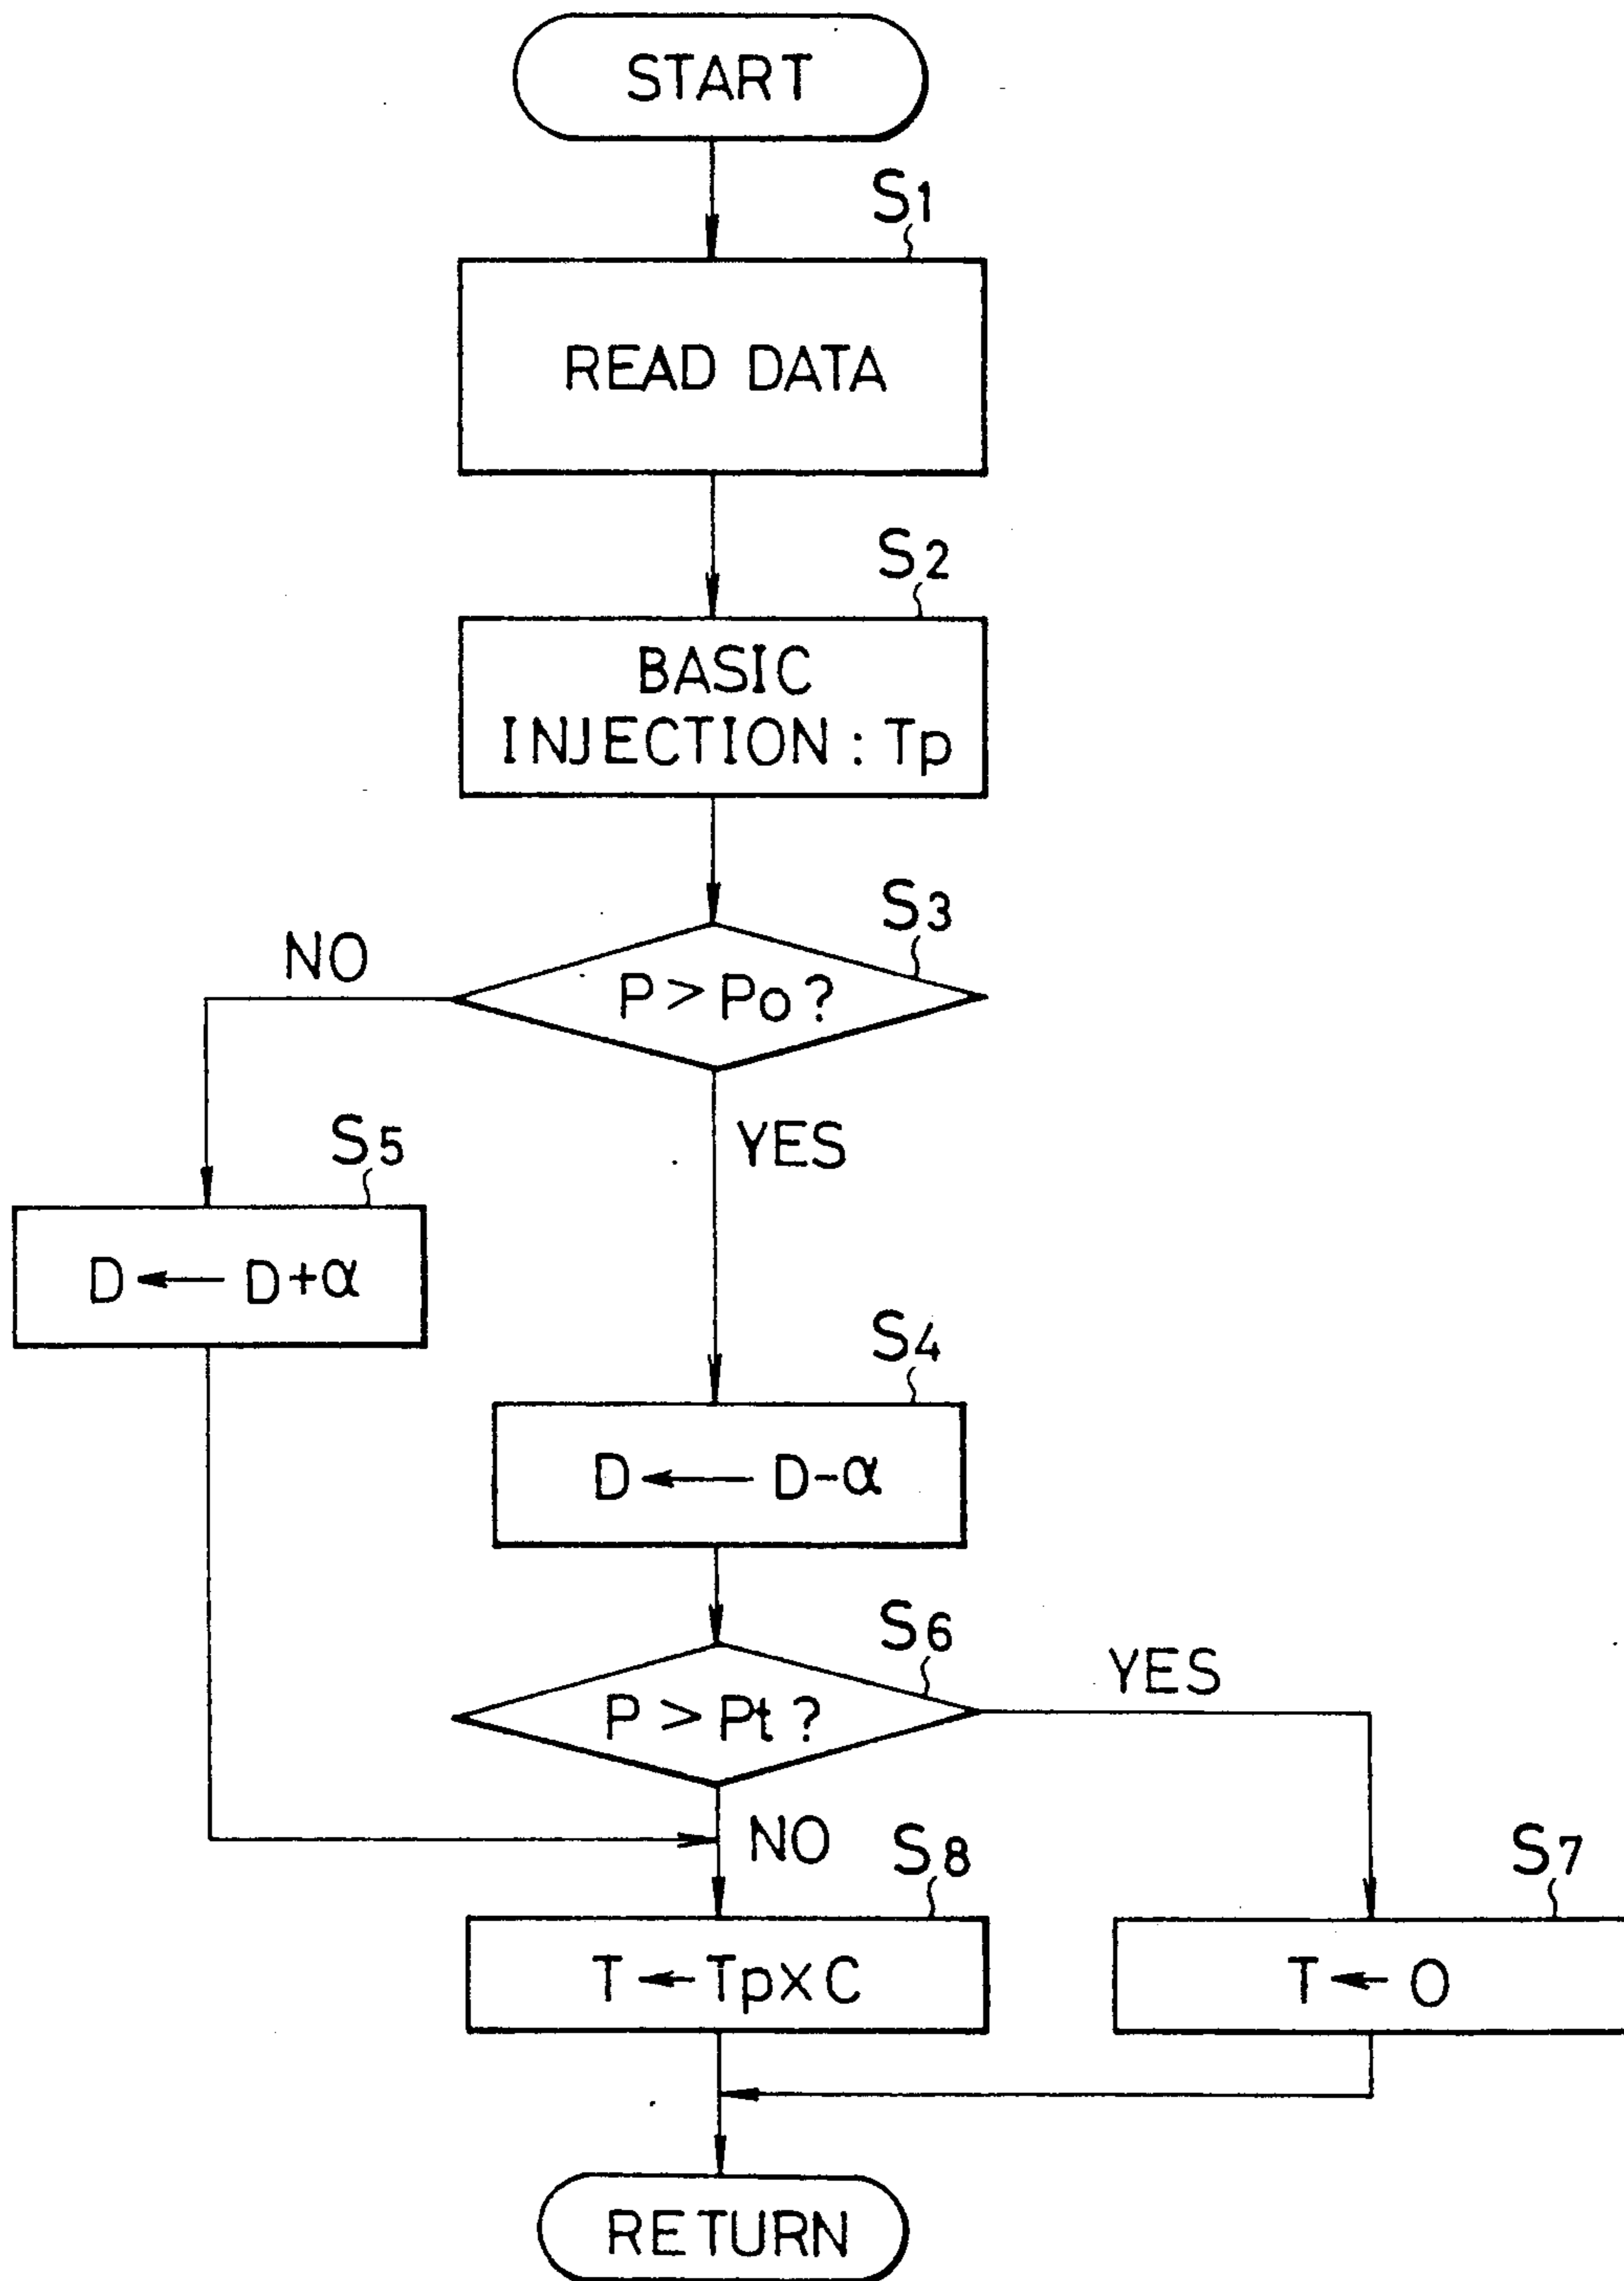 START
S1
READ DATA
S2
BASIC
INJECTION : Tp
S3
NO
P > Po ?
YES
S5
D ← D+α
S4
D ← D-α
S6
YES
P > Pt ?
NO
S8
S7
T ← Tp×C
T ← O
RETURN